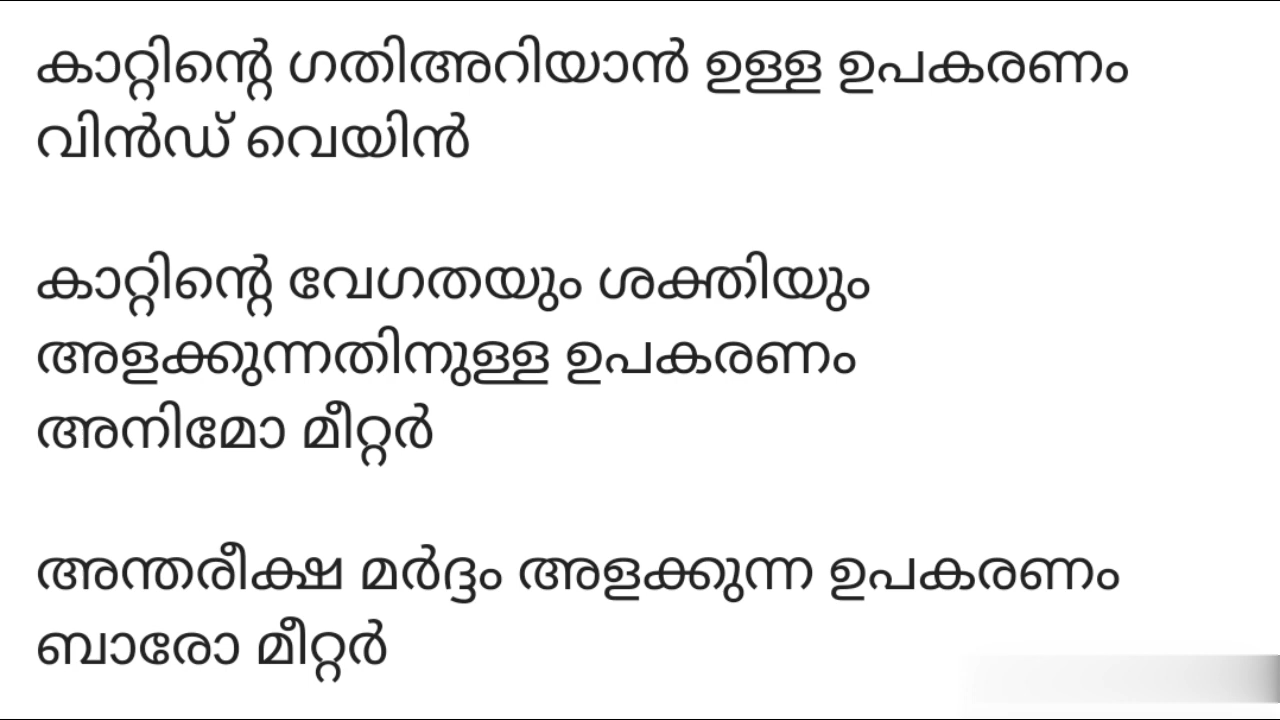 കാറ്റിന്റെ ഗതിഅറിയാൻ ഉള്ള ഉപകരണം
വിൻഡ് വെയിൻ
കാറ്റിന്റെ വേഗതയും ശക്തിയും
അളക്കുന്നതിനുള്ള ഉപകരണം
അനിമോ മീറ്റർ
അന്തരീക്ഷ മർദ്ദം അളക്കുന്ന ഉപകരണം
ബാരോ മീറ്റർ